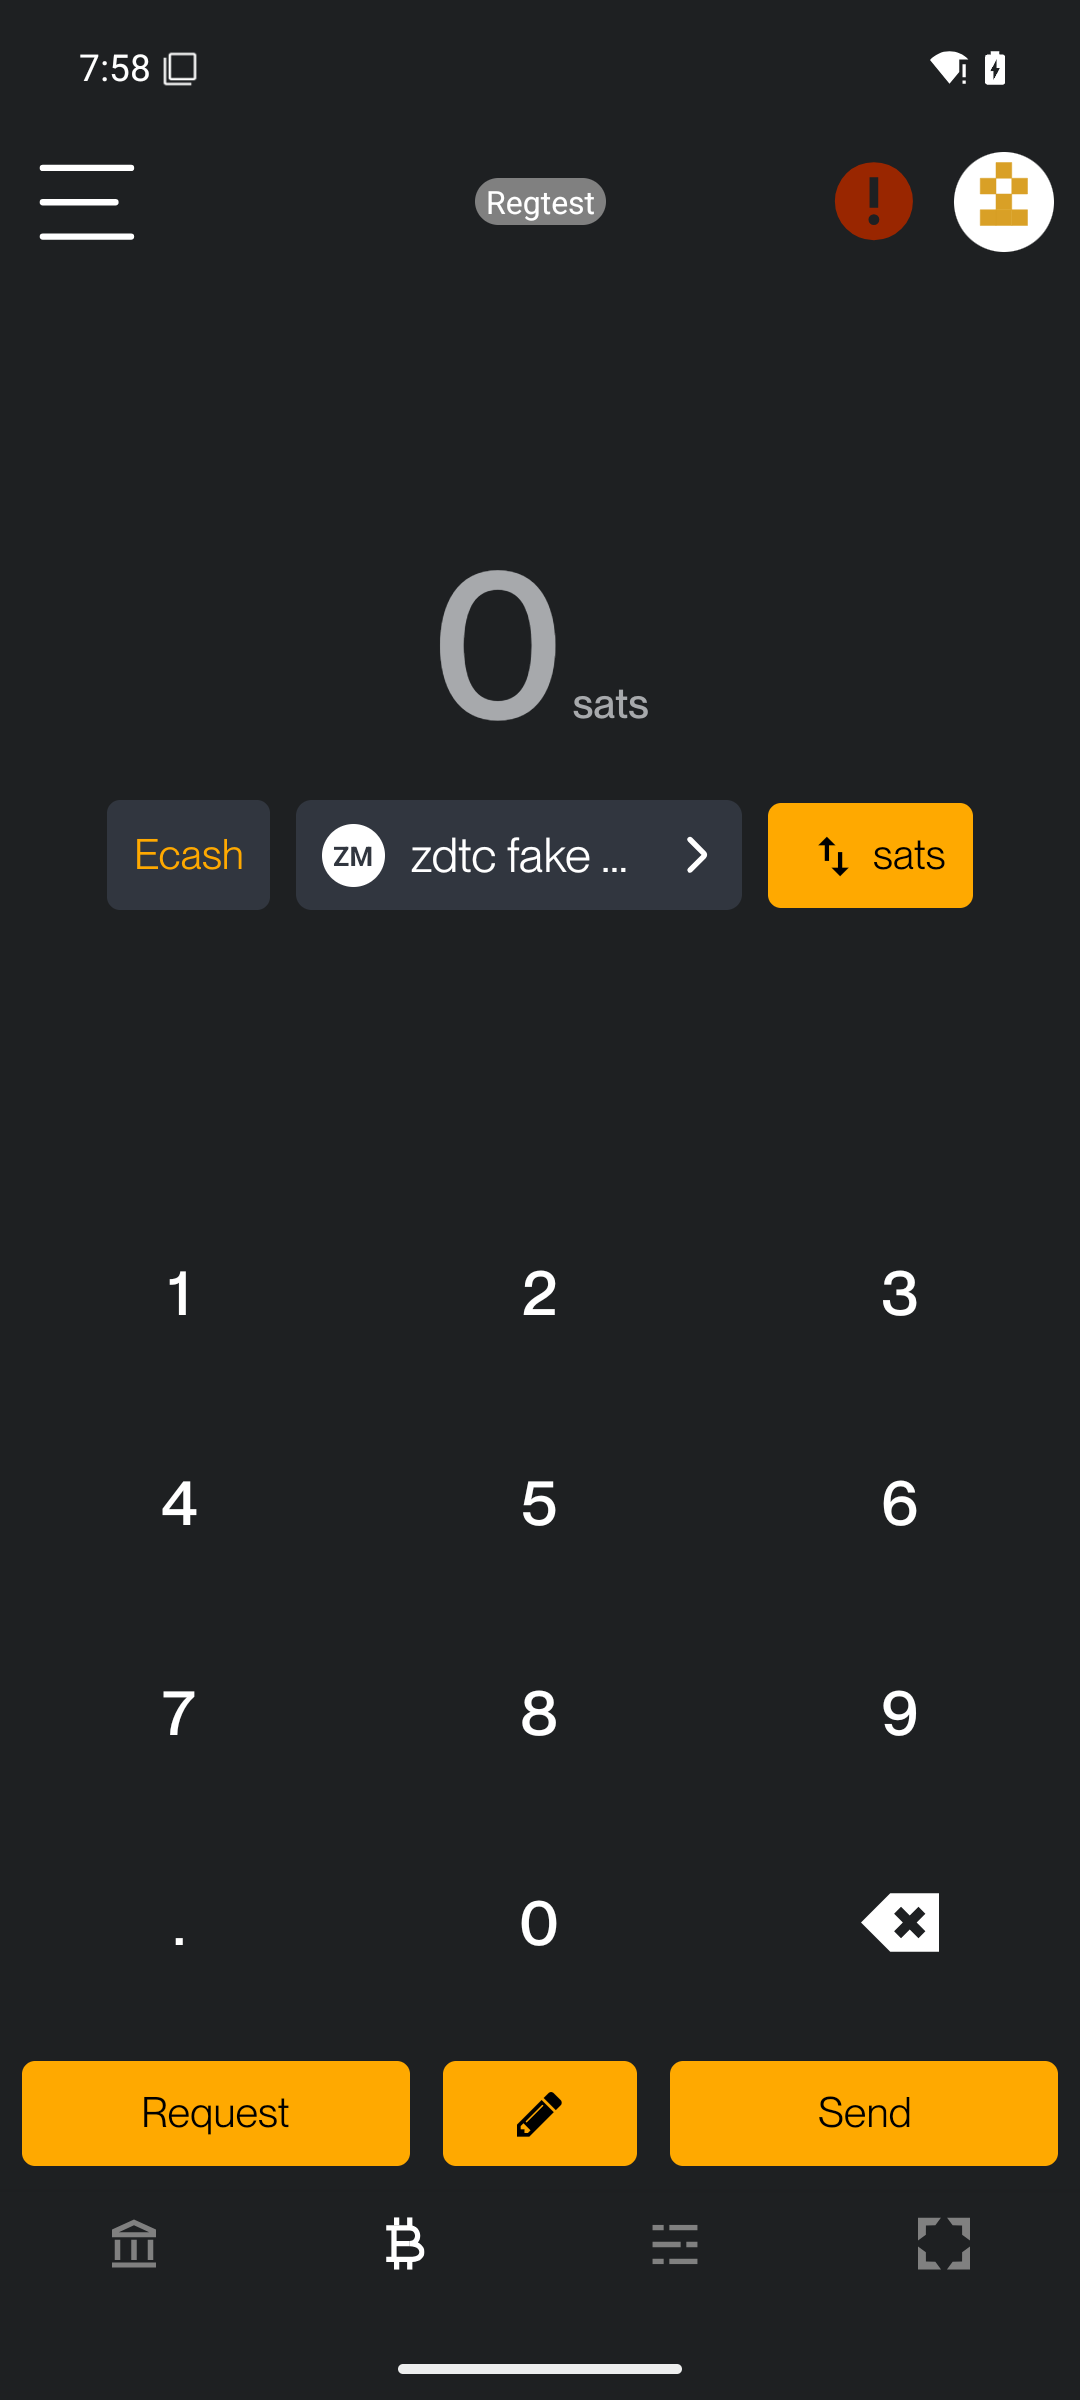 7:58
Regtest
0 sats
Ecash
ZM zdtc fake ...
sats
1 2 3
4 5 6
7 8 9
. 0
Request
Send